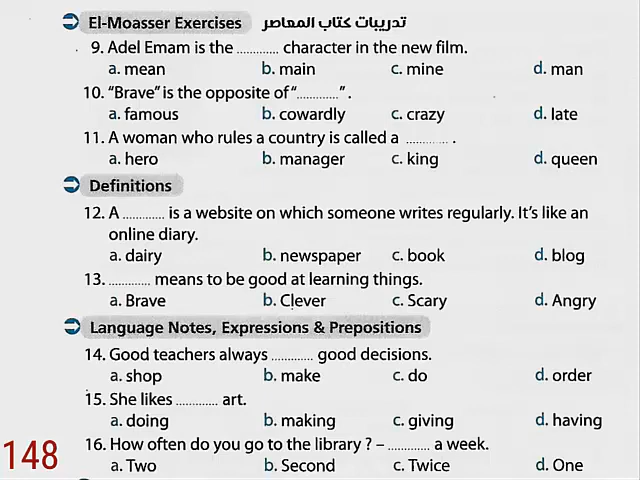 El-Moasser Exercises تدريبات كتاب المعاصر
9. Adel Emam is the ............ character in the new film.
a. mean b. main c. mine d. man
10. “Brave” is the opposite of “............” .
a. famous b. cowardly c. crazy d. late
11. A woman who rules a country is called a ............ .
a. hero b. manager c. king d. queen
Definitions
12. A ............ is a website on which someone writes regularly. It’s like an
online diary.
a. dairy b. newspaper c. book d. blog
13. ............ means to be good at learning things.
a. Brave b. Clever c. Scary d. Angry
Language Notes, Expressions & Prepositions
14. Good teachers always ............ good decisions.
a. shop b. make c. do d. order
15. She likes ............ art.
a. doing b. making c. giving d. having
16. How often do you go to the library ? – ............ a week.
a. Two b. Second c. Twice d. One
148